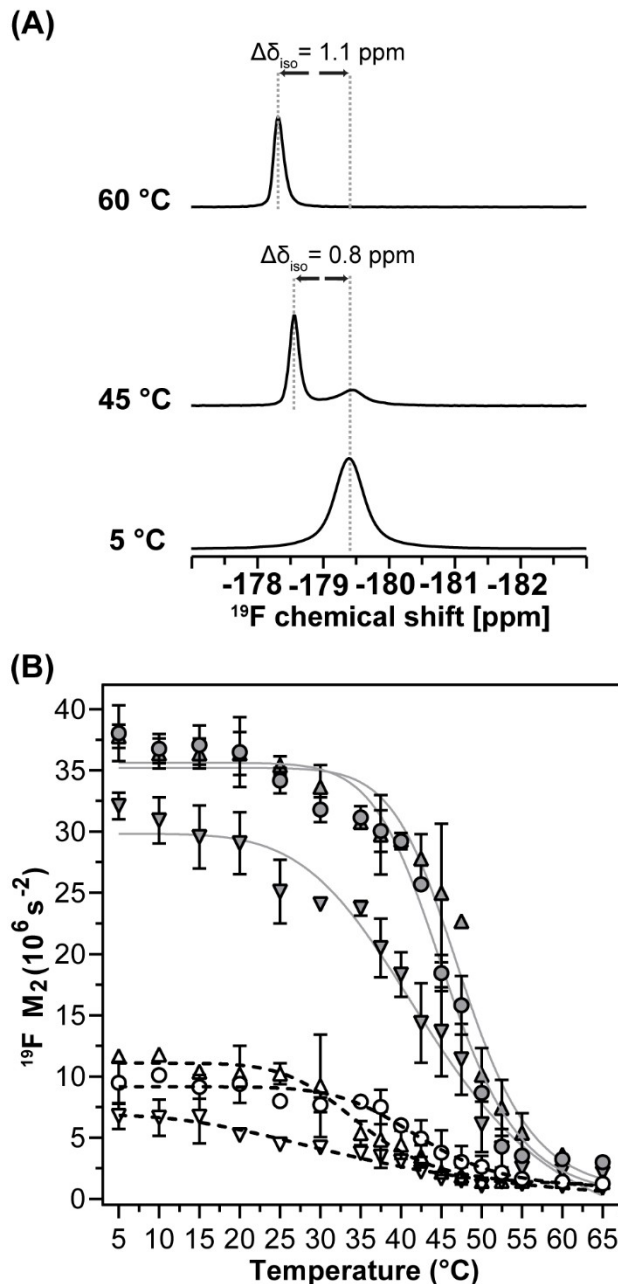 (A)
Δδiso= 1.1 ppm
60 °C
Δδiso= 0.8 ppm
45 °C
5 °C
-178 -179 -180 -181 -182
¹⁹F chemical shift [ppm]
(B)
40
35
30
25
20
15
10
5
0
¹⁹F M₂ (10⁶ s⁻²)
5 10 15 20 25 30 35 40 45 50 55 60 65
Temperature (°C)